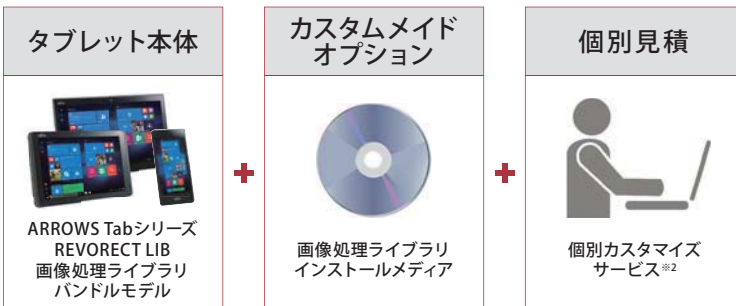 タブレット本体
ARROWS Tabシリーズ
REVORECT LIB
画像処理ライブラリ
バンドルモデル
+
カスタムメイド
オプション
画像処理ライブラリ
インストールメディア
+
個別見積
個別カスタマイズ
サービス※2